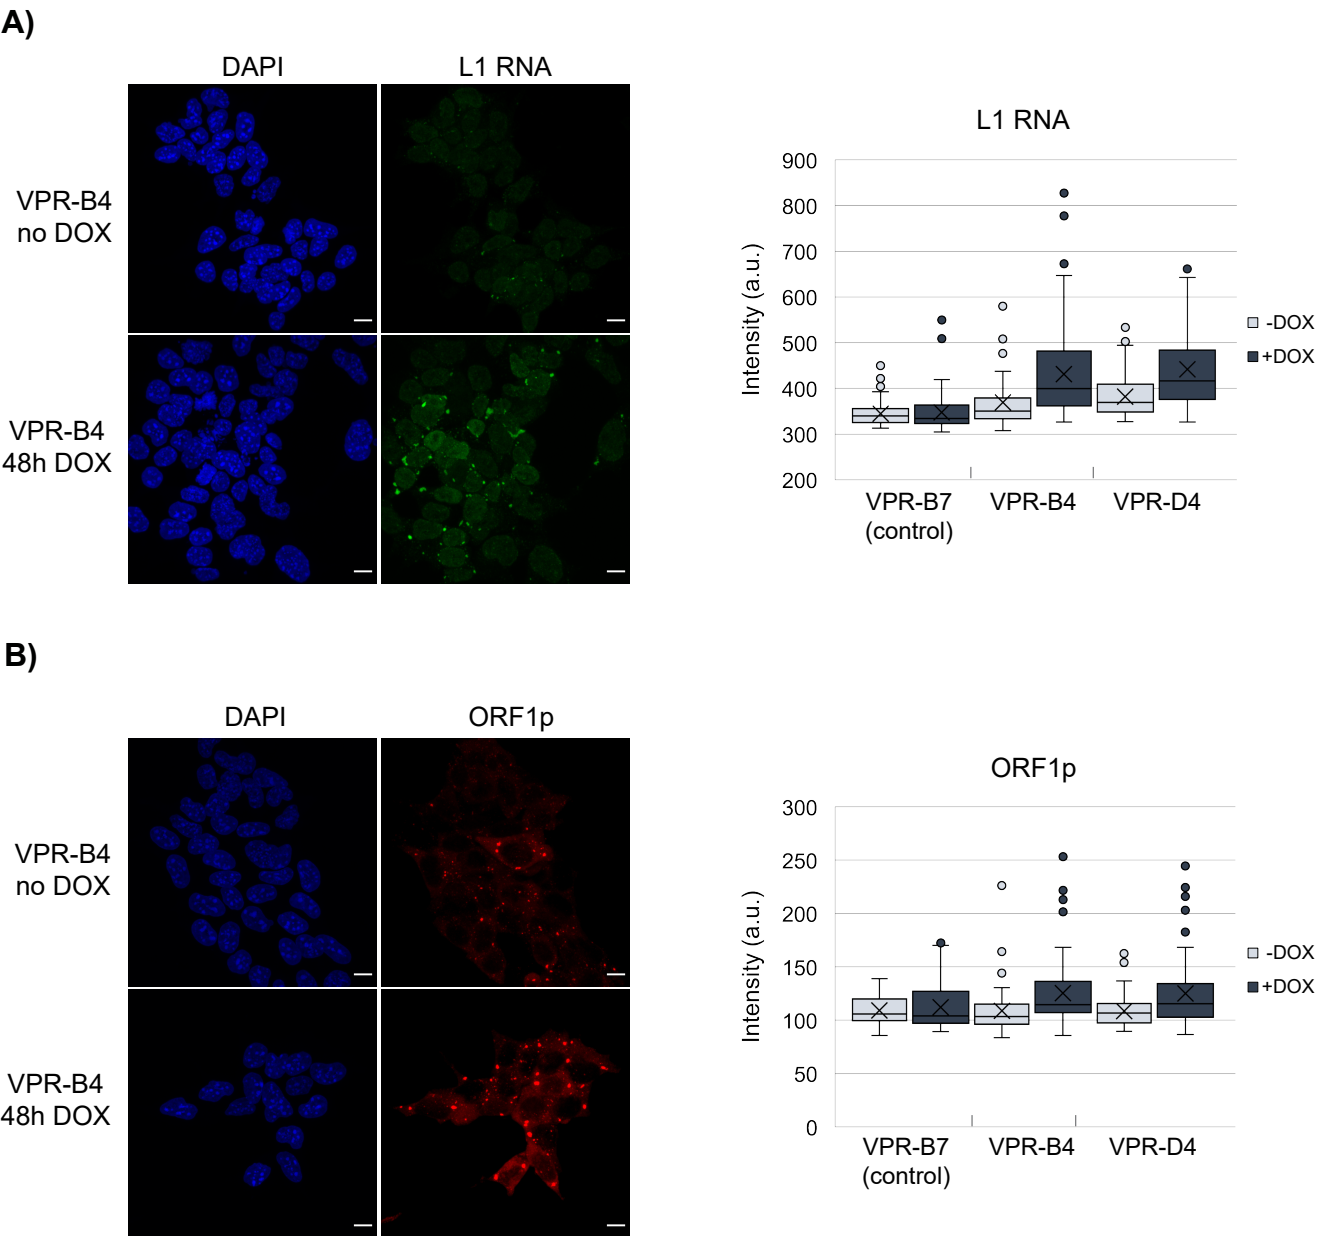 A)
DAPI
L1 RNA
VPR-B4
no DOX
VPR-B4
48h DOX
L1 RNA
900
800
700
600
500
400
300
200
Intensity (a.u.)
VPR-B7
(control)
VPR-B4
VPR-D4
-DOX
+DOX
B)
DAPI
ORF1p
VPR-B4
no DOX
VPR-B4
48h DOX
ORF1p
300
250
200
150
100
50
0
Intensity (a.u.)
VPR-B7
(control)
VPR-B4
VPR-D4
-DOX
+DOX